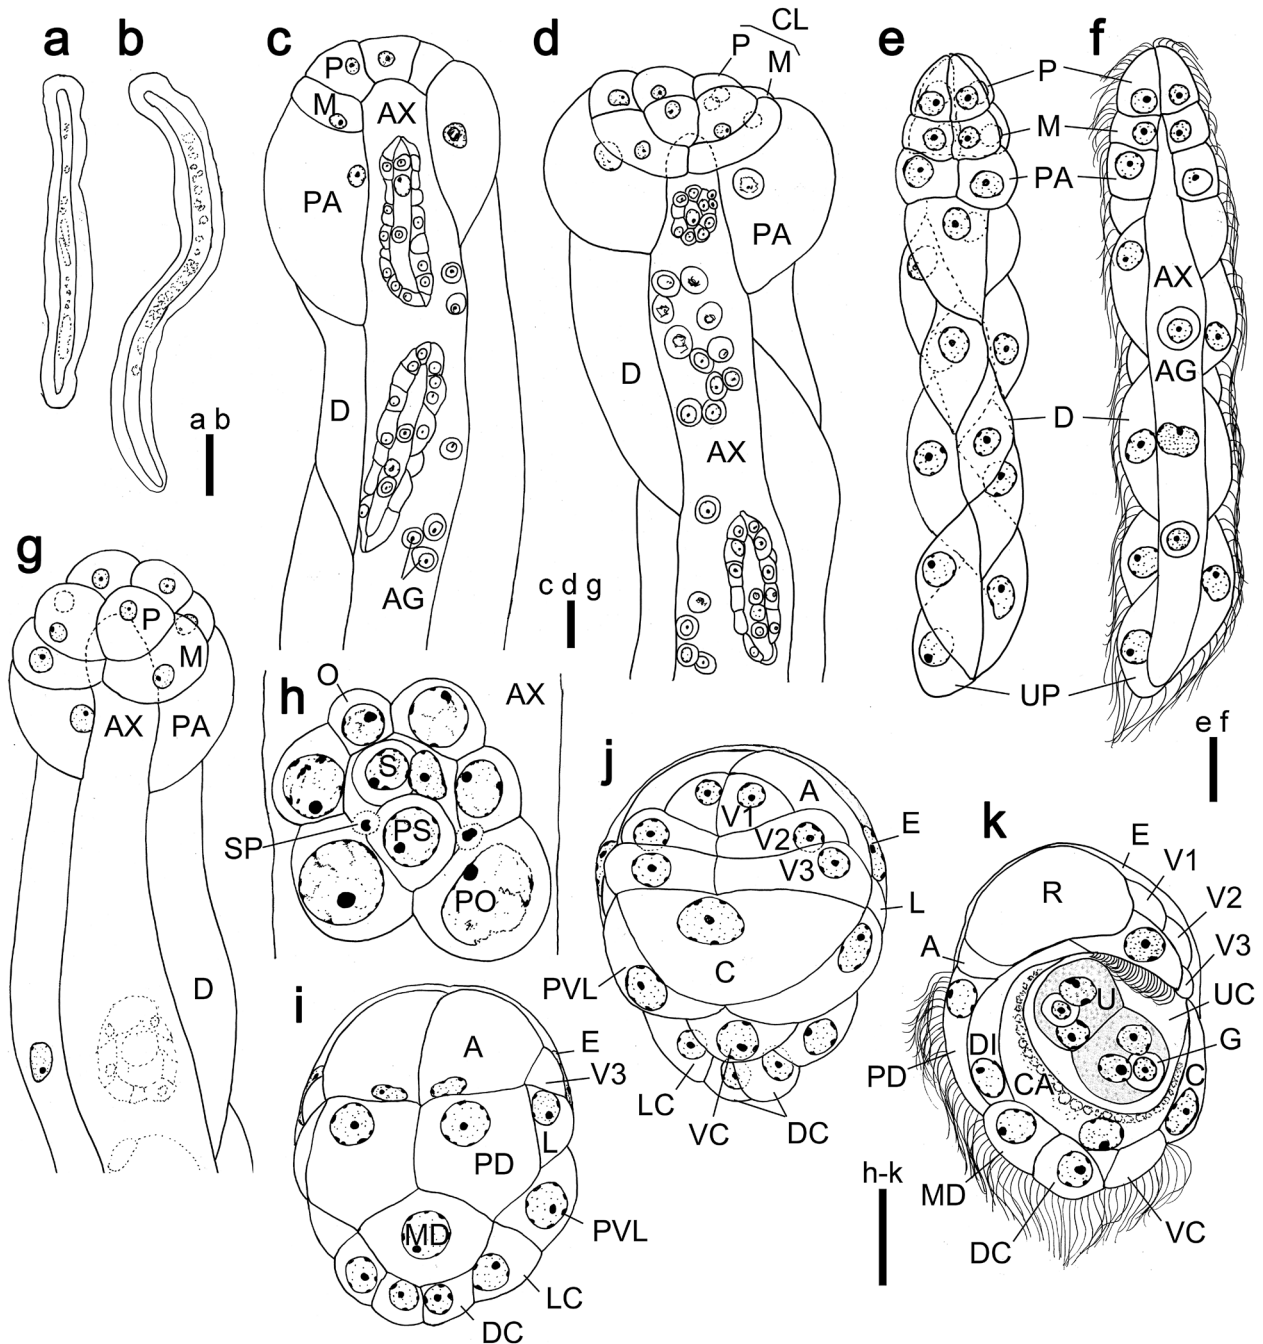 a
b
a b
c
P
M
AX
PA
D
AG
c d g
d
CL
P
M
PA
D
AX
e
f
P
M
PA
AX
AG
D
UP
e f
g
P
M
AX
PA
D
h
O
AX
S
SP
PS
PO
i
A
E
V3
L
PD
PVL
MD
LC
DC
j
A
V1
V2
V3
E
L
C
PVL
LC
VC
DC
k
E
V1
R
V2
A
V3
U
UC
G
DI
PD
CA
C
MD
DC
VC
h-k